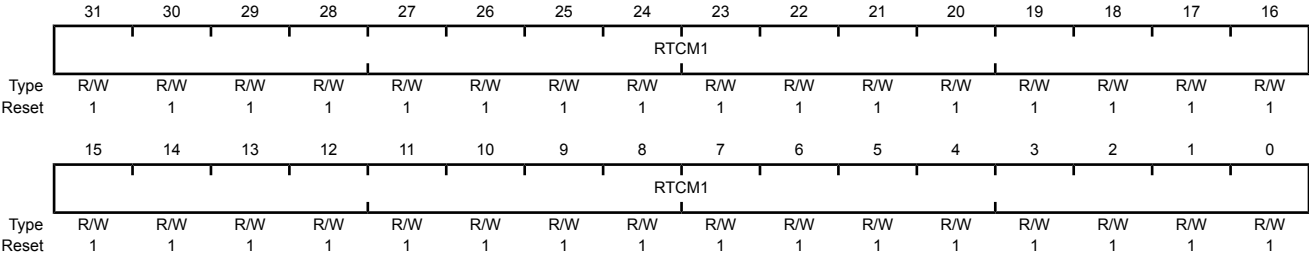 31 30 29 28 27 26 25 24 23 22 21 20 19 18 17 16
RTCM1
Type R/W R/W R/W R/W R/W R/W R/W R/W R/W R/W R/W R/W R/W R/W R/W R/W
Reset 1 1 1 1 1 1 1 1 1 1 1 1 1 1 1 1
15 14 13 12 11 10 9 8 7 6 5 4 3 2 1 0
RTCM1
Type R/W R/W R/W R/W R/W R/W R/W R/W R/W R/W R/W R/W R/W R/W R/W R/W
Reset 1 1 1 1 1 1 1 1 1 1 1 1 1 1 1 1